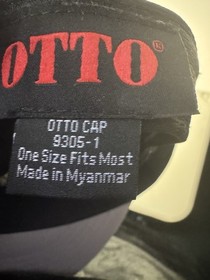 OTTO®
OTTO CAP
9305-1
One Size Fits Most
Made in Myanmar